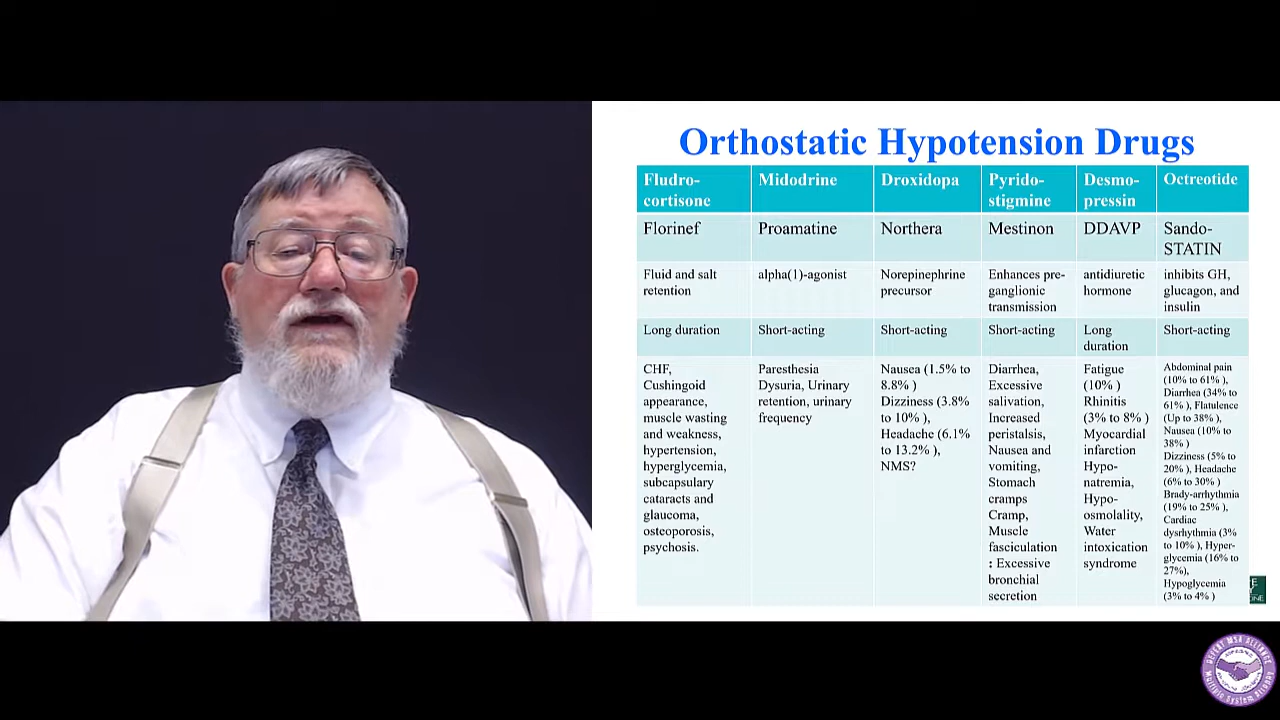 Orthostatic Hypotension Drugs
Fludro-
cortisone
Midodrine
Droxidopa
Pyrido-
stigmine
Desmo-
pressin
Octreotide
Florinef
Proamatine
Northera
Mestinon
DDAVP
Sando-
STATIN
Fluid and salt
retention
alpha(1)-agonist
Norepinephrine
precursor
Enhances pre-
ganglionic
transmission
antidiuretic
hormone
inhibits GH,
glucagon, and
insulin
Long duration
Short-acting
Short-acting
Short-acting
Long
duration
Short-acting
CHF,
Cushingoid
appearance,
muscle wasting
and weakness,
hypertension,
hyperglycemia,
subcapsulary
cataracts and
glaucoma,
osteoporosis,
psychosis.
Paresthesia
Dysuria, Urinary
retention, urinary
frequency
Nausea (1.5% to
8.8% )
Dizziness (3.8%
to 10% ),
Headache (6.1%
to 13.2% ),
NMS?
Diarrhea,
Excessive
salivation,
Increased
peristalsis,
Nausea and
vomiting,
Stomach
cramps
Cramp,
Muscle
fasciculation
: Excessive
bronchial
secretion
Fatigue
(10% )
Rhinitis
(3% to 8% )
Myocardial
infarction
Hypo-
natremia,
Hypo-
osmolality,
Water
intoxication
syndrome
Abdominal pain
(10% to 61% ),
Diarrhea (34% to
61% ), Flatulence
(Up to 38% ),
Nausea (10% to
38% )
Dizziness (5% to
20% ), Headache
(6% to 30% )
Brady-arrhythmia
(19% to 25% ),
Cardiac
dysrhythmia (3%
to 10% ), Hyper-
glycemia (16% to
27%),
Hypoglycemia
(3% to 4% )
DEFEAT MSA ALLIANCE
Multiple System Atrophy